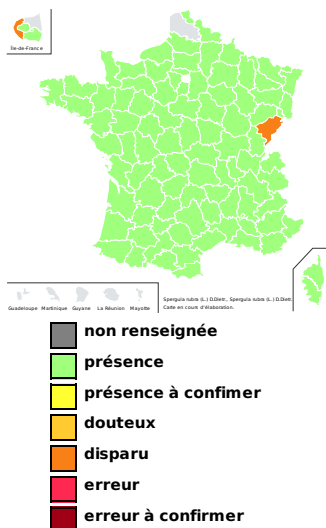 Île-de-France
Guadeloupe Martinique Guyane La Réunion Mayotte
Spergula rubra (L.) D.Dietr., Spergula rubra (L.) D.Dietr.
Carte en cours d'élaboration.
non renseignée
présence
présence à confimer
douteux
disparu
erreur
erreur à confirmer